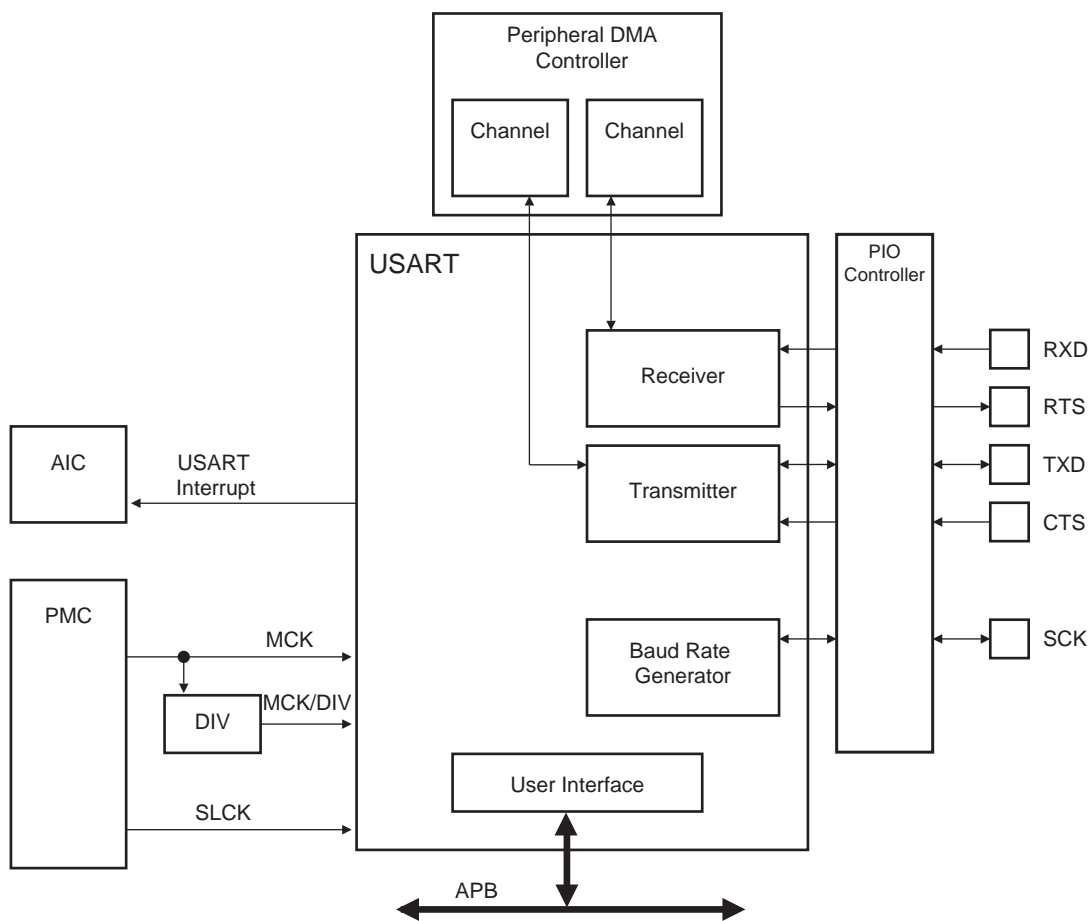 Peripheral DMA
Controller
Channel
Channel
USART
PIO
Controller
Receiver
RXD
RTS
AIC
USART
Interrupt
Transmitter
TXD
CTS
PMC
MCK
Baud Rate
Generator
SCK
DIV
MCK/DIV
User Interface
SLCK
APB